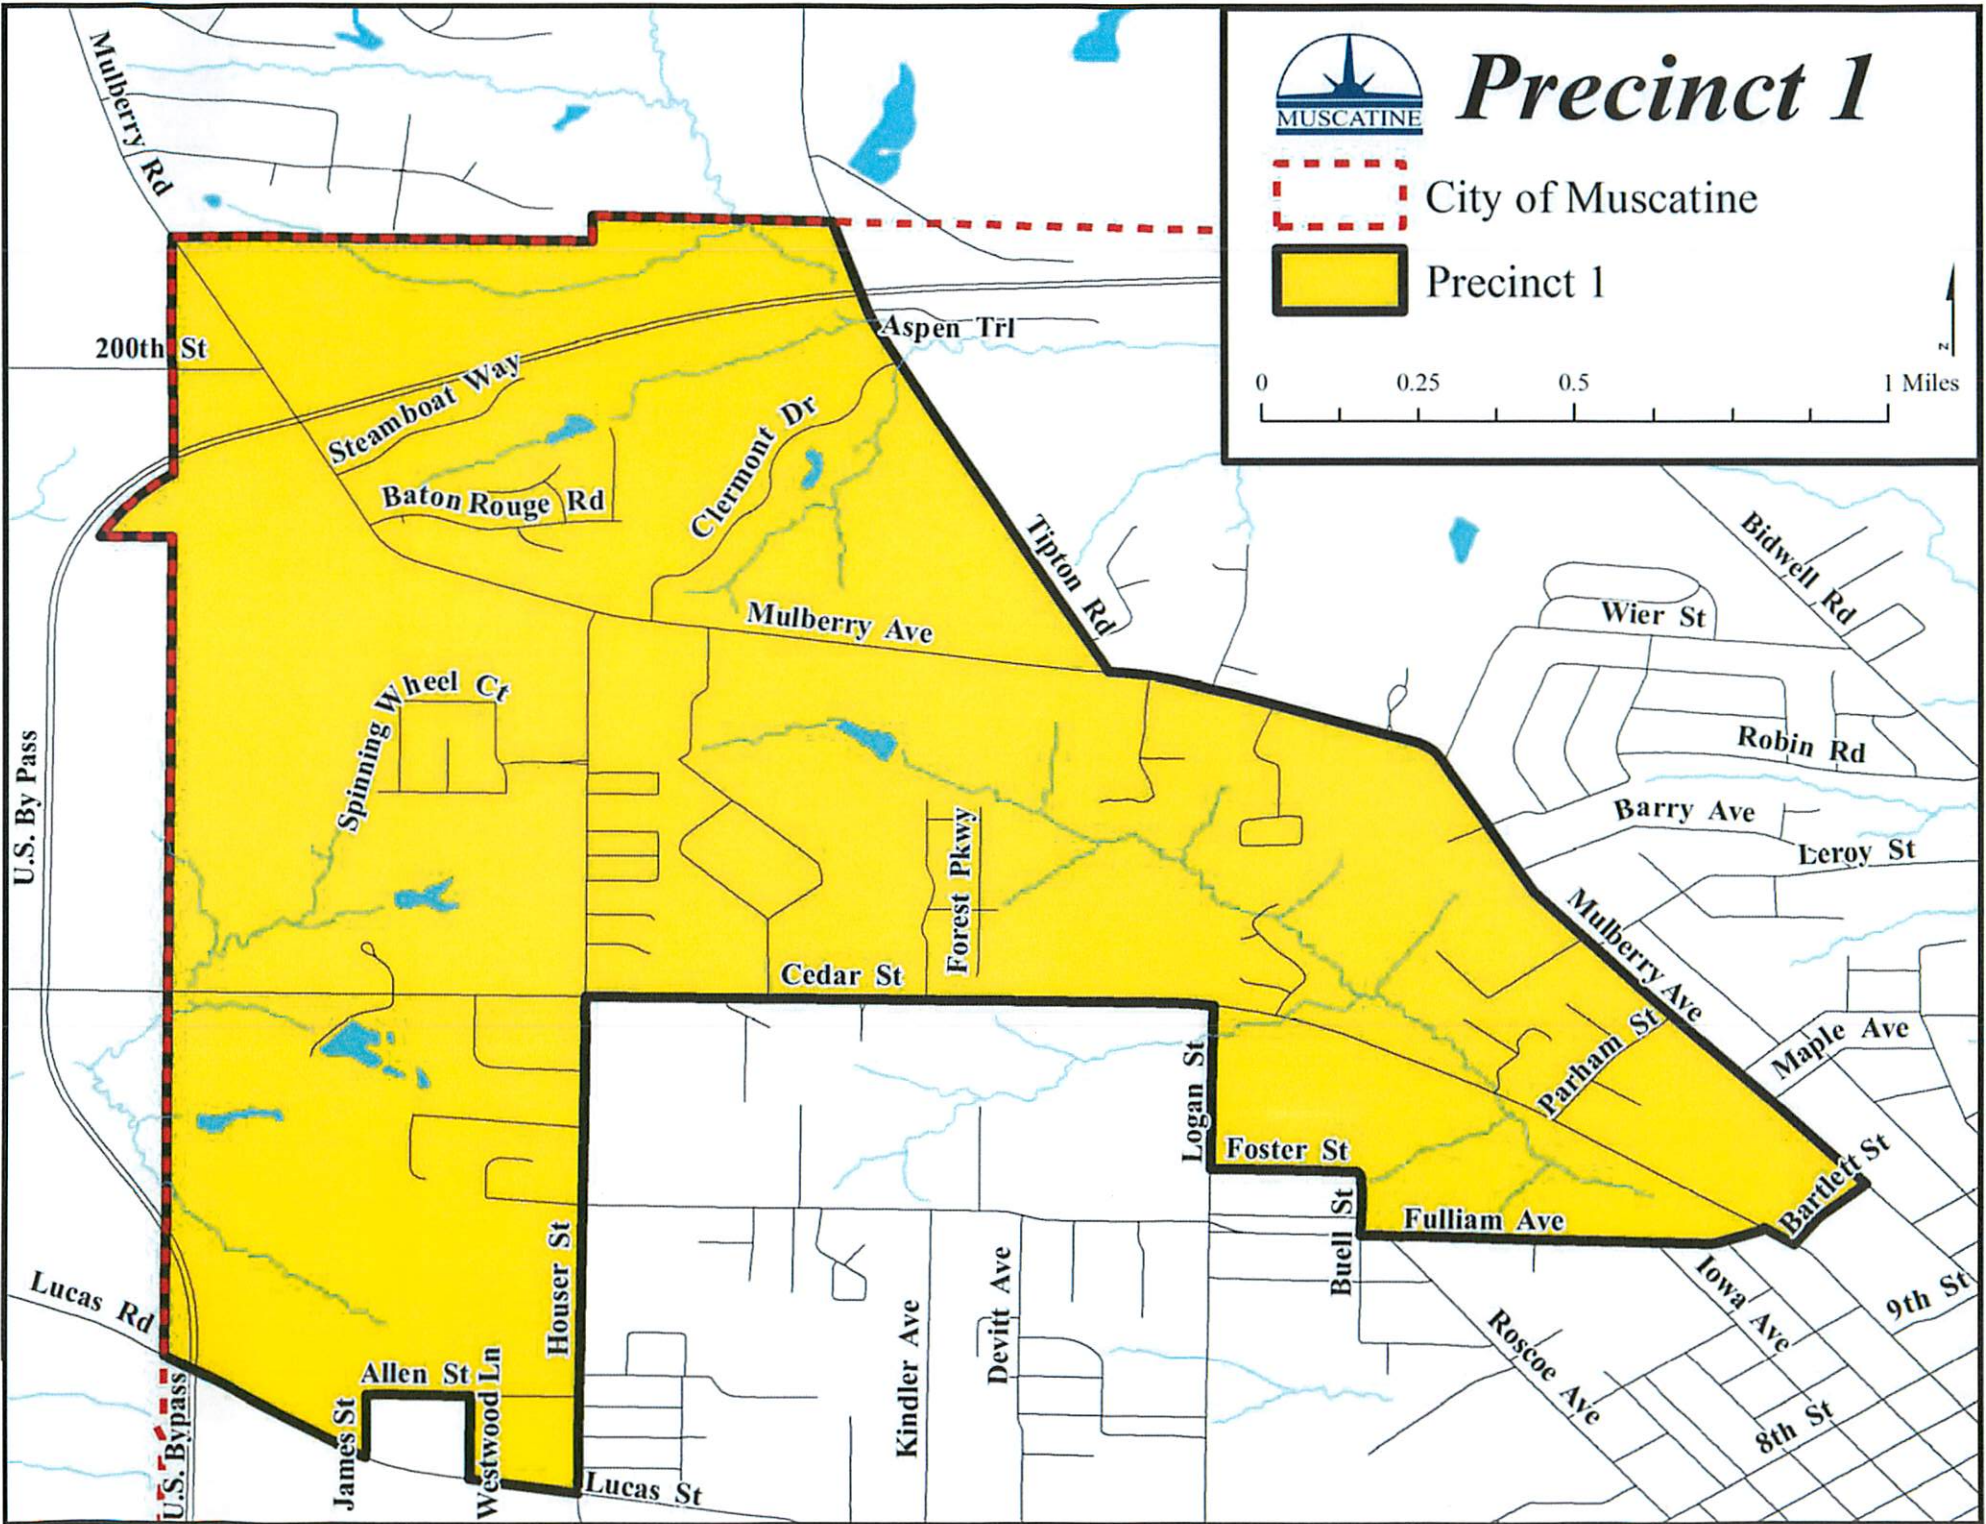 Precinct 1
MUSCATINE
City of Muscatine
Precinct 1
z
0 0.25 0.5 1 Miles
Mulberry Rd
200th St
Aspen Trl
Steamboat Way
Clermont Dr
Baton Rouge Rd
Tipton Rd
Bidwell Rd
Wier St
Mulberry Ave
Spinning Wheel Ct
U.S. By Pass
Robin Rd
Barry Ave
Leroy St
Forest Pkwy
Mulberry Ave
Cedar St
Maple Ave
Parham St
Logan St
Foster St
Bartlett St
Buell St
Fulliam Ave
Houser St
Lucas Rd
Kindler Ave
Devitt Ave
Iowa Ave
9th St
Roscoe Ave
8th St
Allen St
James St
Westwood Ln
U.S. Bypass
Lucas St